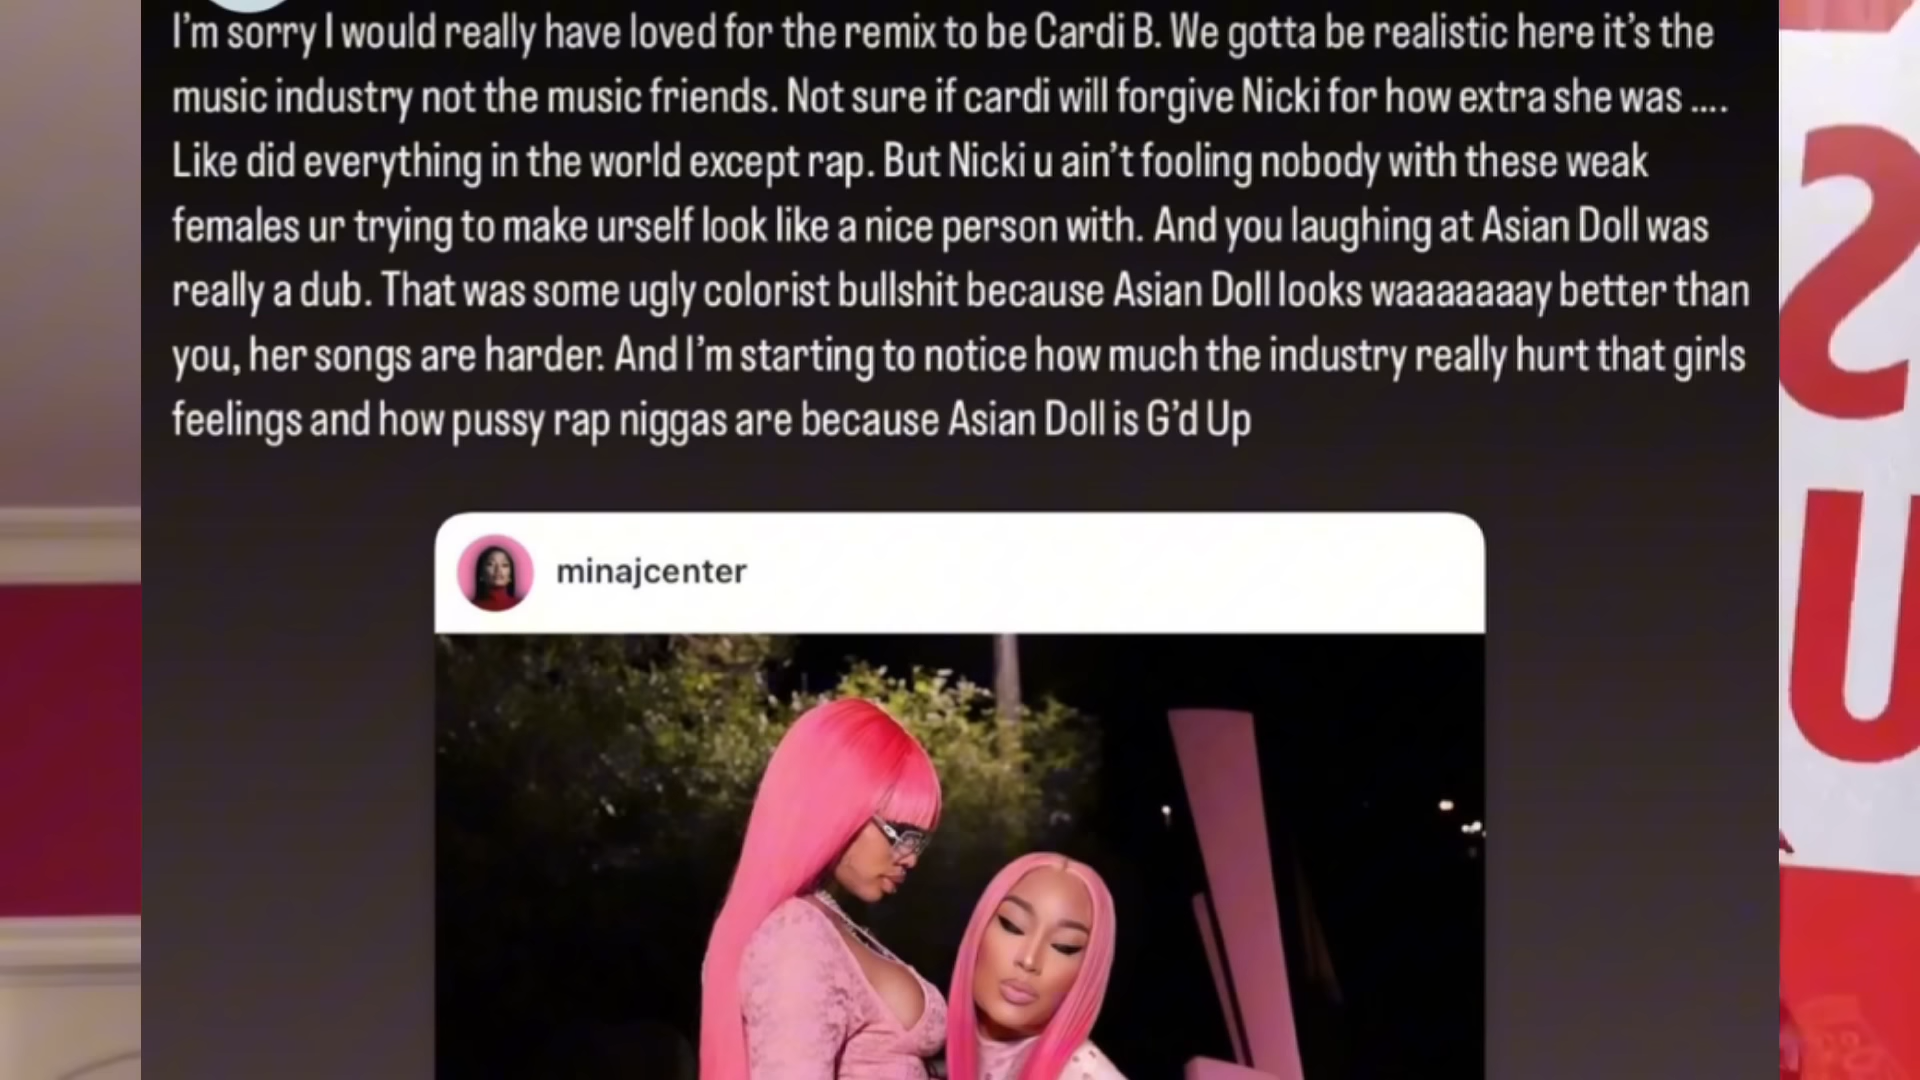 I'm sorry I would really have loved for the remix to be Cardi B. We gotta be realistic here it's the
music industry not the music friends. Not sure if cardi will forgive Nicki for how extra she was ....
Like did everything in the world except rap. But Nicki u ain't fooling nobody with these weak
females ur trying to make urself look like a nice person with. And you laughing at Asian Doll was
really a dub. That was some ugly colorist bullshit because Asian Doll looks waaaaaaay better than
you, her songs are harder. And I'm starting to notice how much the industry really hurt that girls
feelings and how pussy rap niggas are because Asian Doll is G'd Up
minajcenter
S
U